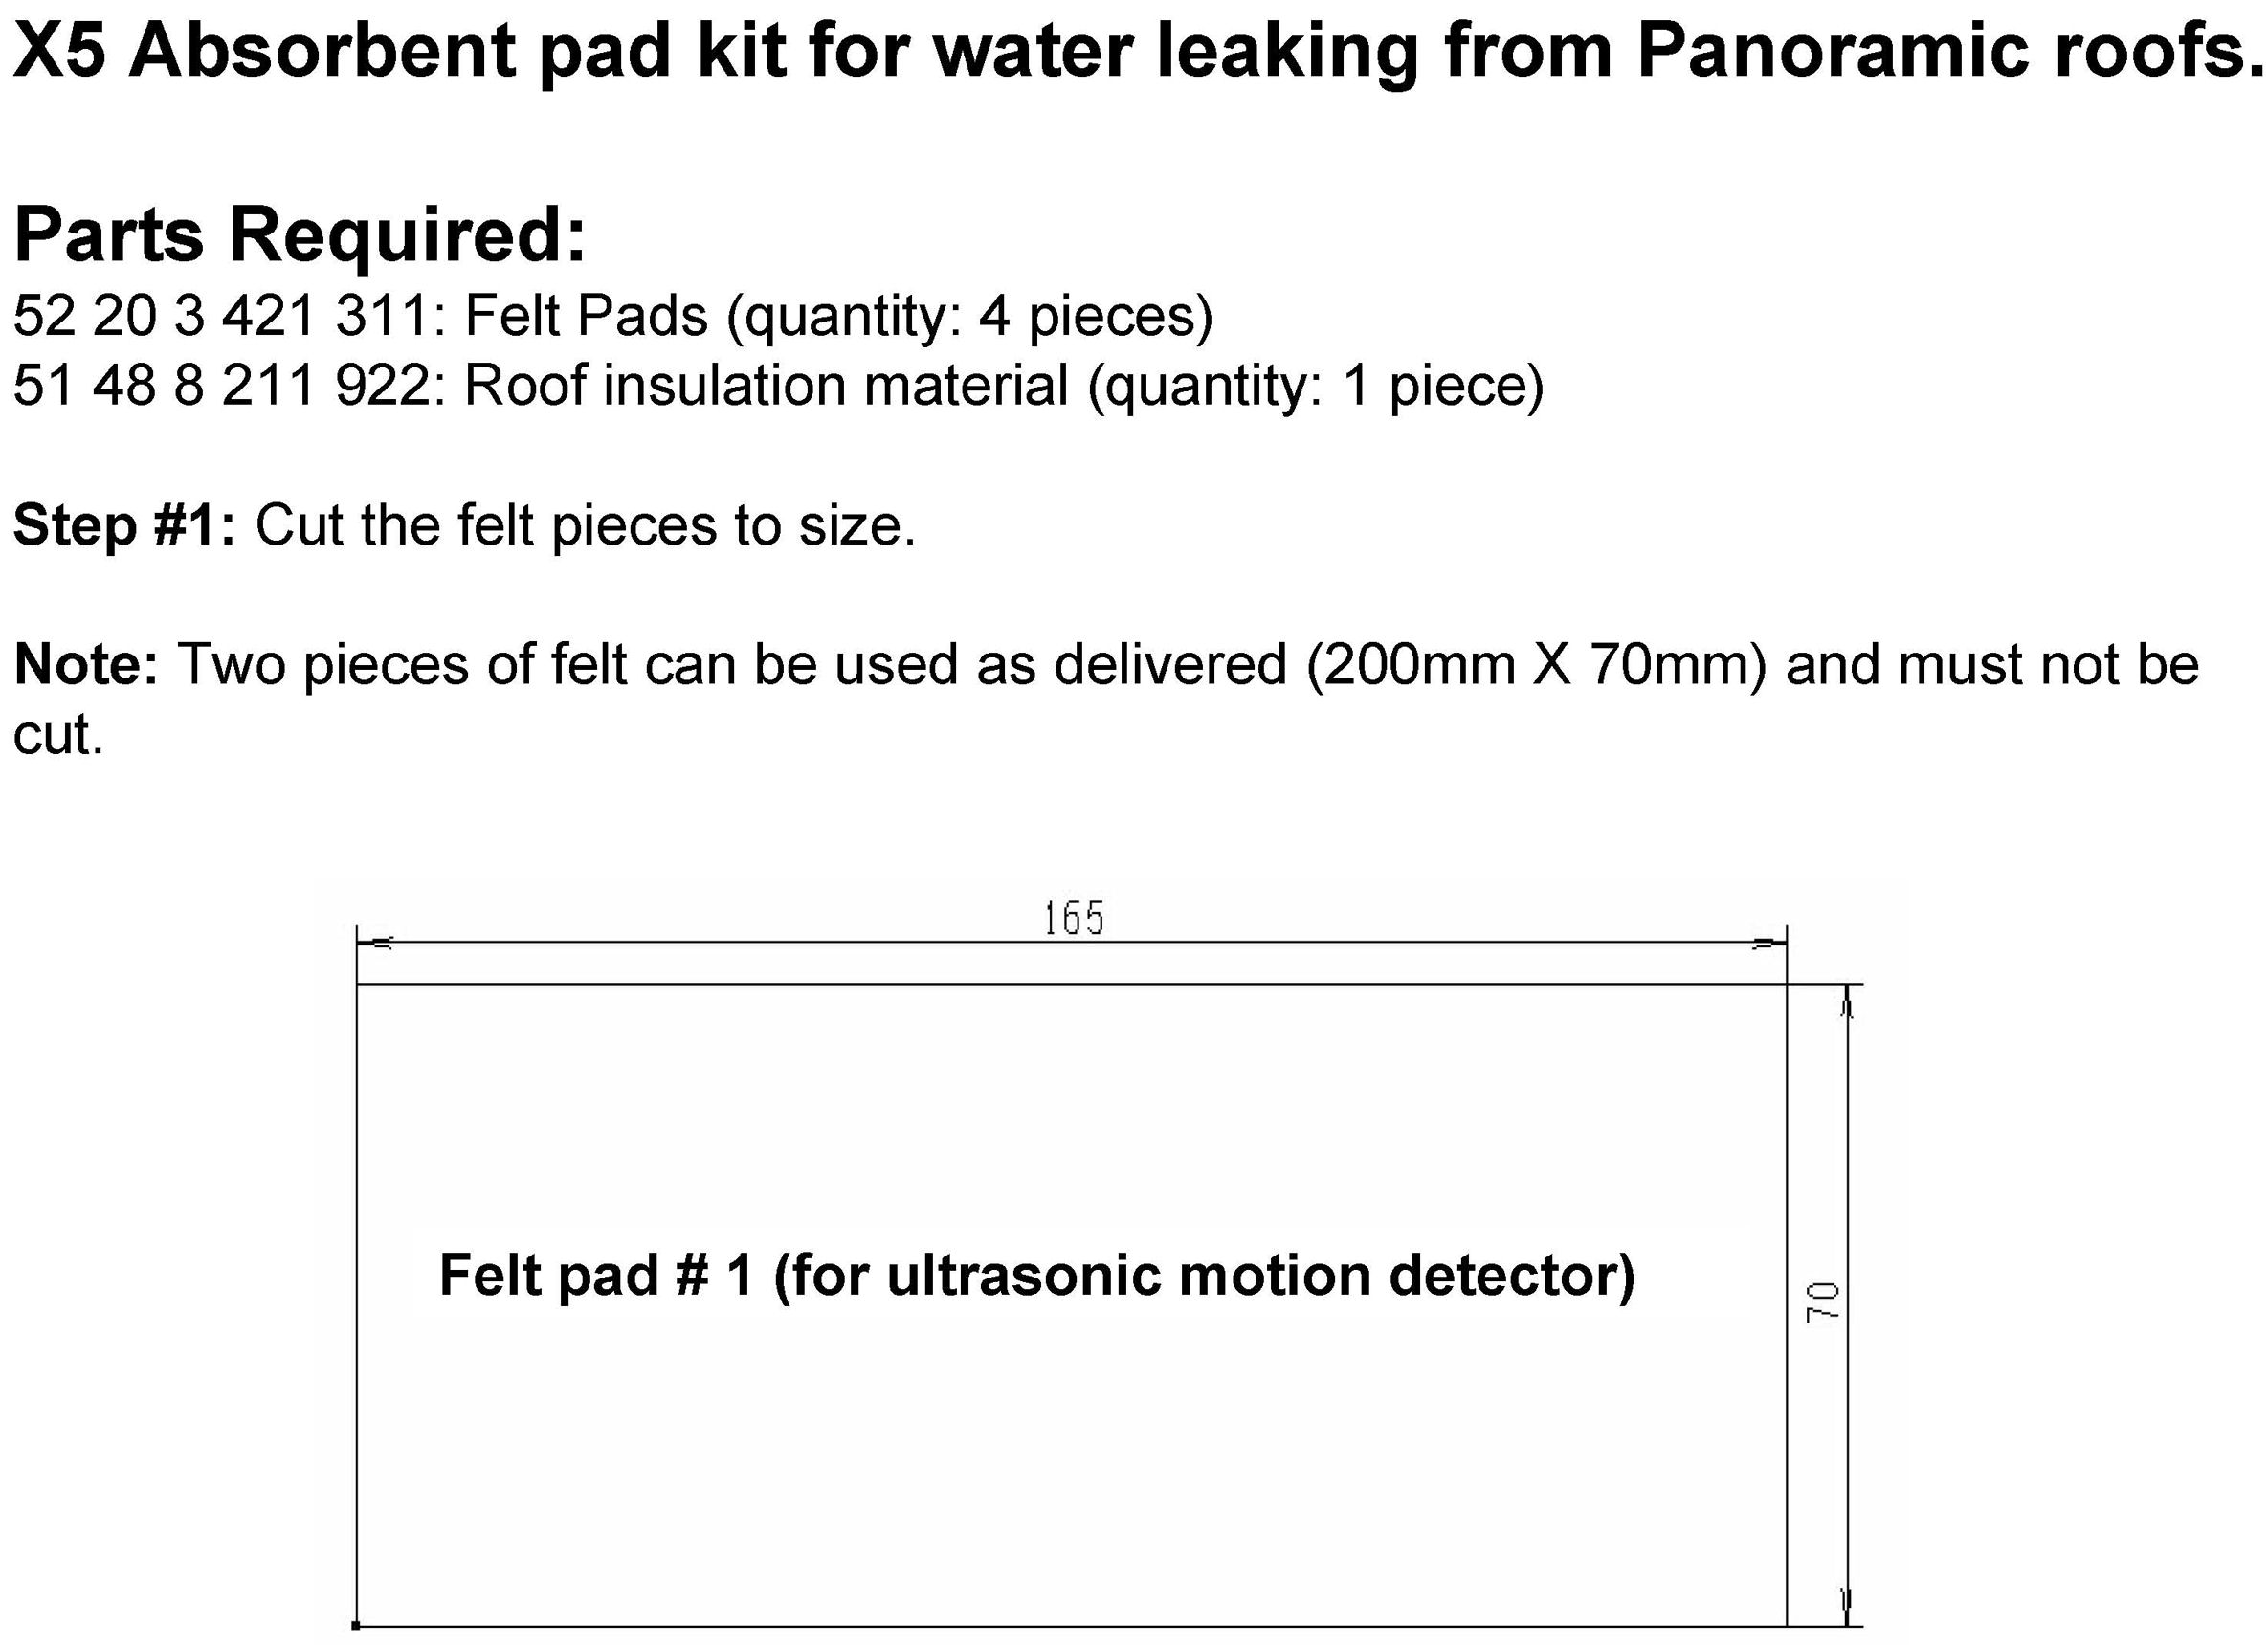 X5 Absorbent pad kit for water leaking from Panoramic roofs.
Parts Required:
52 20 3 421 311: Felt Pads (quantity: 4 pieces)
51 48 8 211 922: Roof insulation material (quantity: 1 piece)
Step #1: Cut the felt pieces to size.
Note: Two pieces of felt can be used as delivered (200mm X 70mm) and must not be
cut.
165
Felt pad # 1 (for ultrasonic motion detector)
70